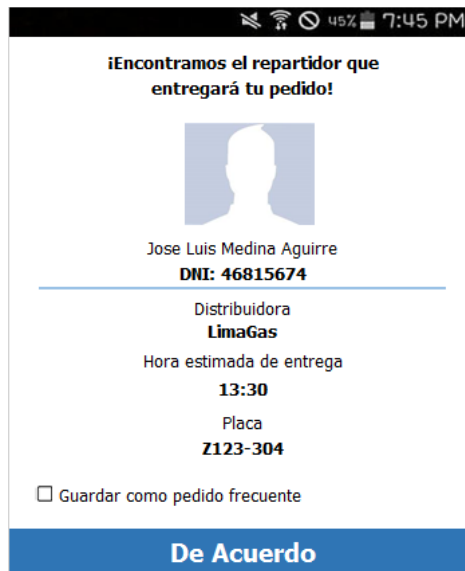 45% 7:45 PM
¡Encontramos el repartidor que
entregará tu pedido!
Jose Luis Medina Aguirre
DNI: 46815674
Distribuidora
LimaGas
Hora estimada de entrega
13:30
Placa
Z123-304
Guardar como pedido frecuente
De Acuerdo